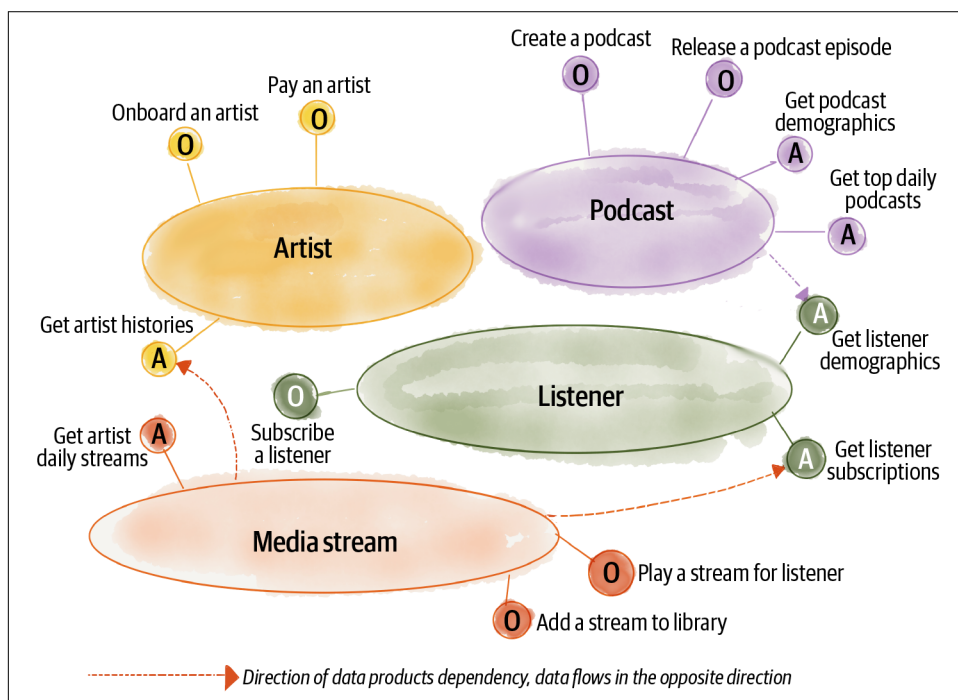 Create a podcast
Release a podcast episode
O
O
Pay an artist
Onboard an artist
O
O
Get podcast
demographics
A
Get top daily
podcasts
A
Podcast
Artist
Get artist histories
A
A
Get listener
demographics
Listener
O
Subscribe
a listener
Get artist
daily streams
A
A
Get listener
subscriptions
Media stream
O
Play a stream for listener
O
Add a stream to library
Direction of data products dependency, data flows in the opposite direction